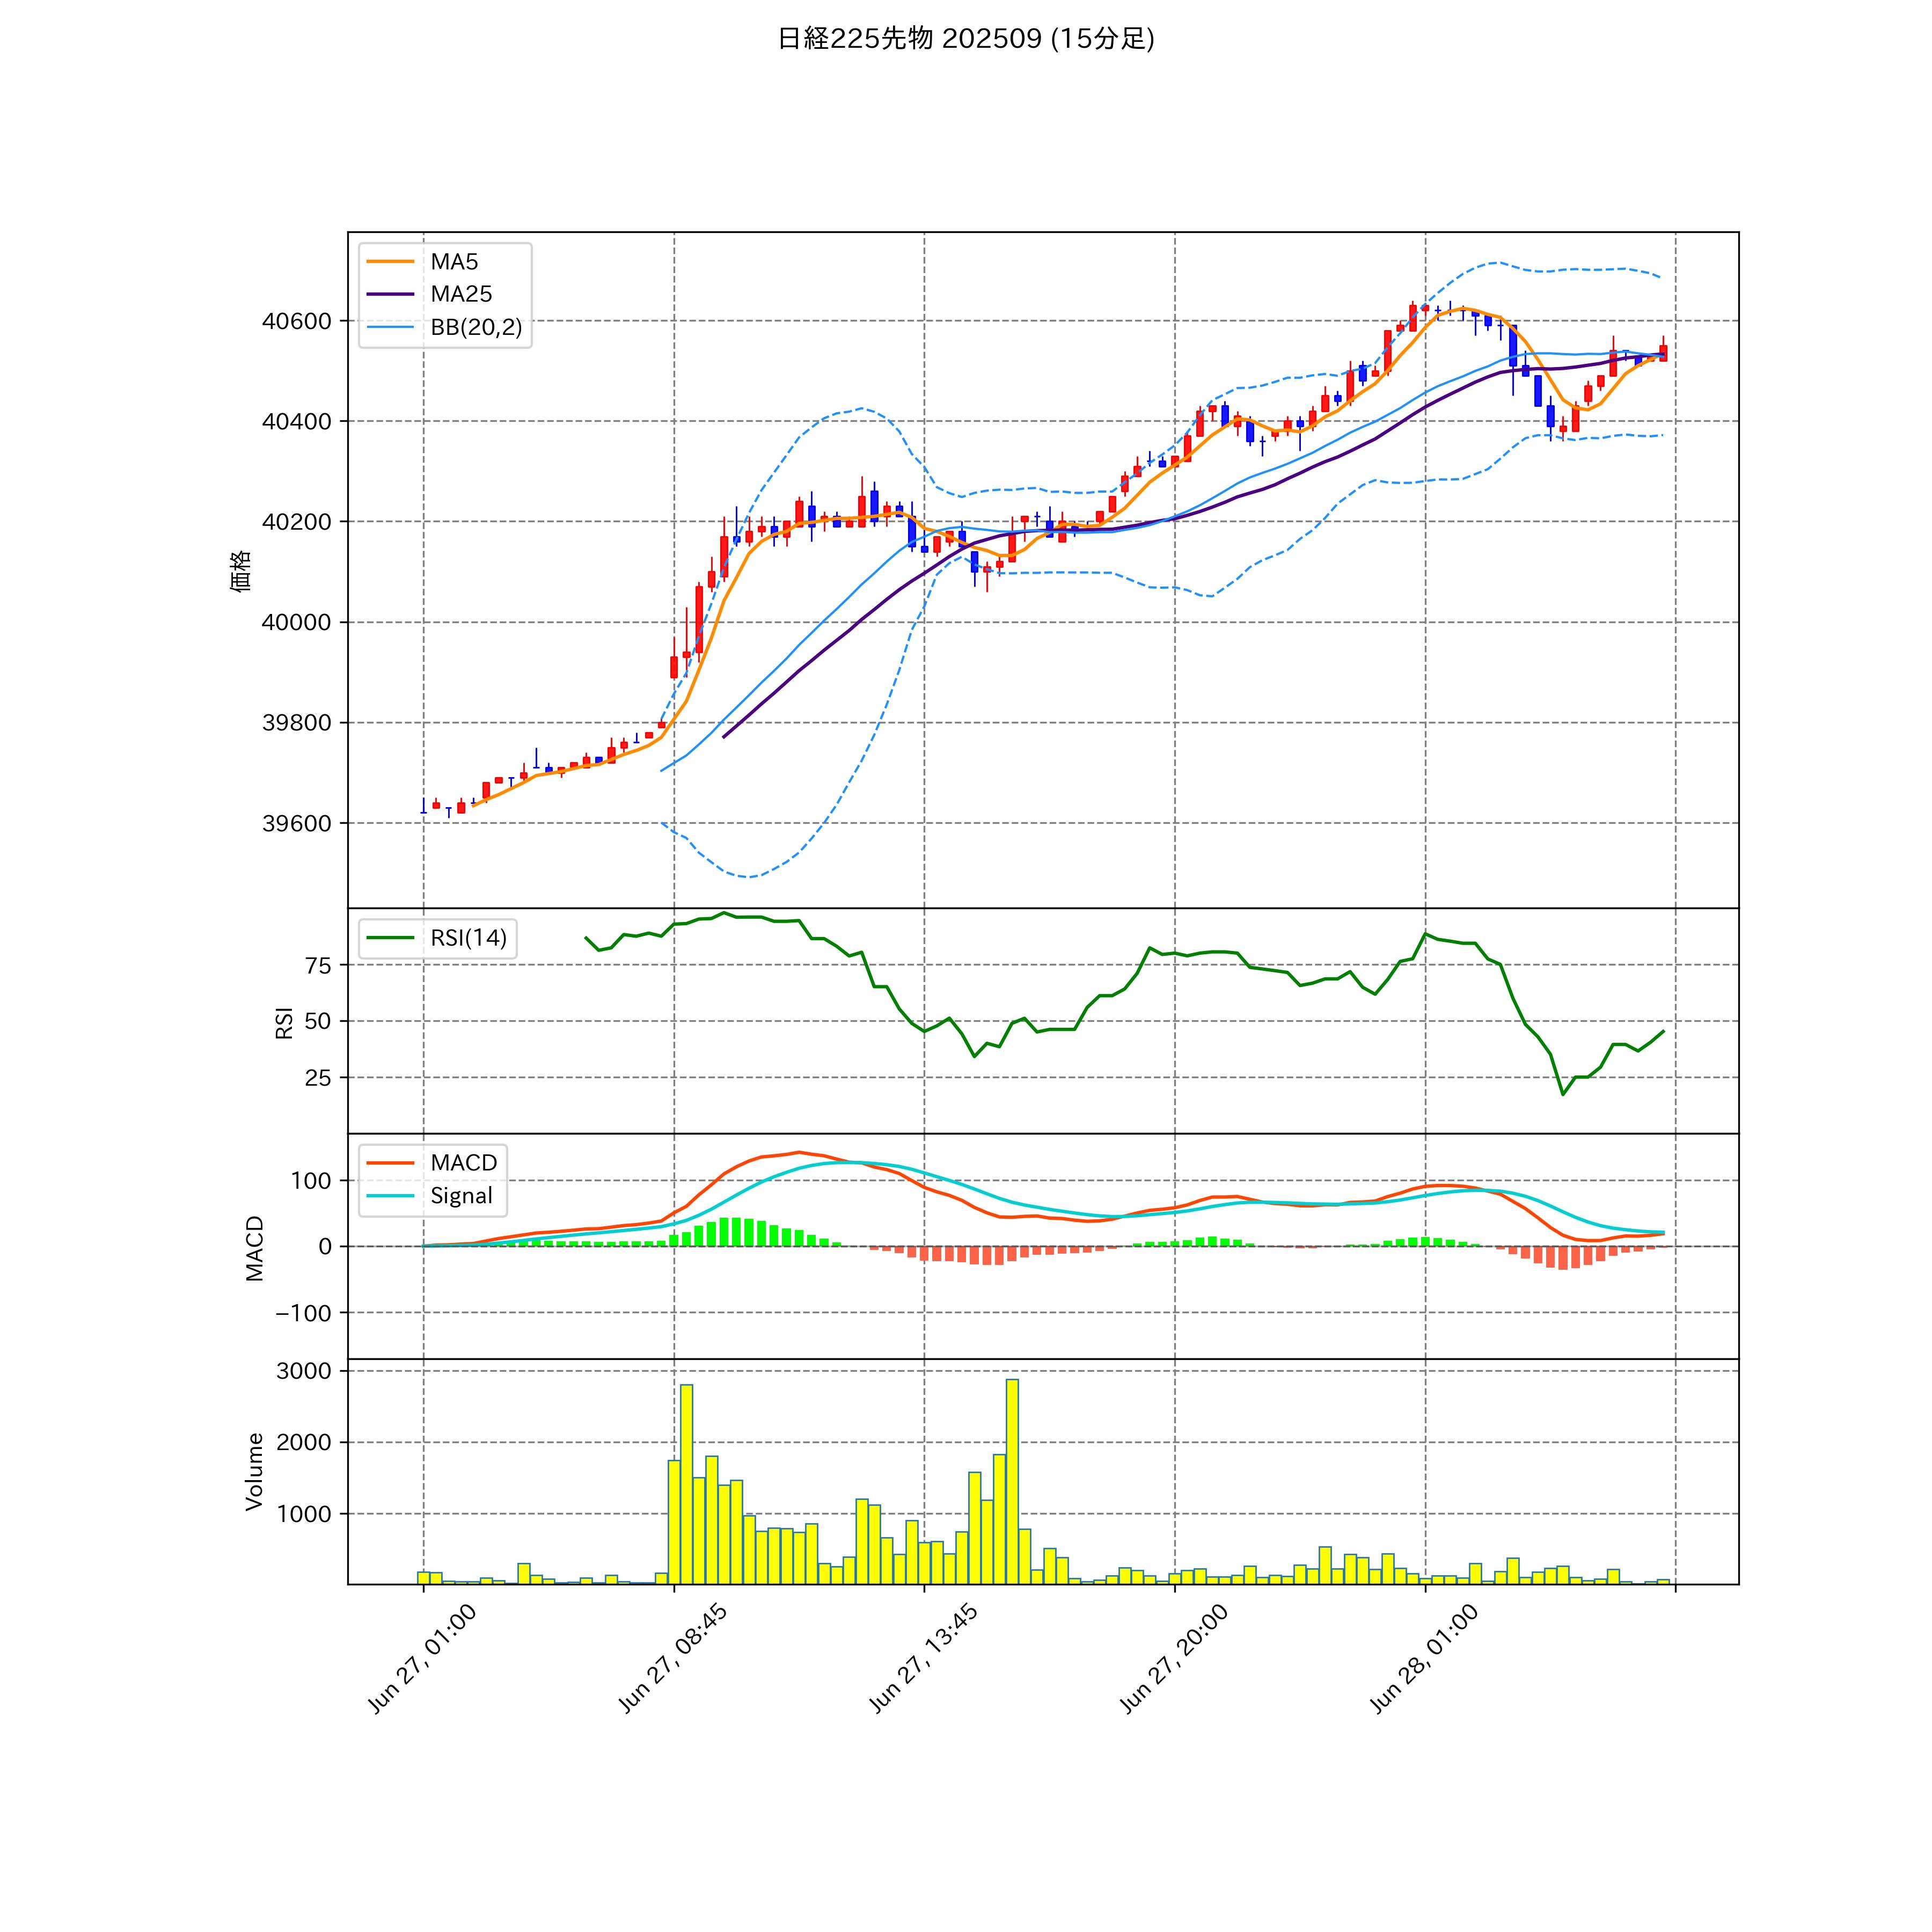 日経225先物 202509 (15分足)
MA5
MA25
BB(20,2)
40600
40400
40200
40000
39800
39600
価格
RSI(14)
75
50
25
RSI
MACD
Signal
100
0
−100
MACD
3000
2000
1000
Volume
Jun 27, 01:00
Jun 27, 08:45
Jun 27, 13:45
Jun 27, 20:00
Jun 28, 01:00